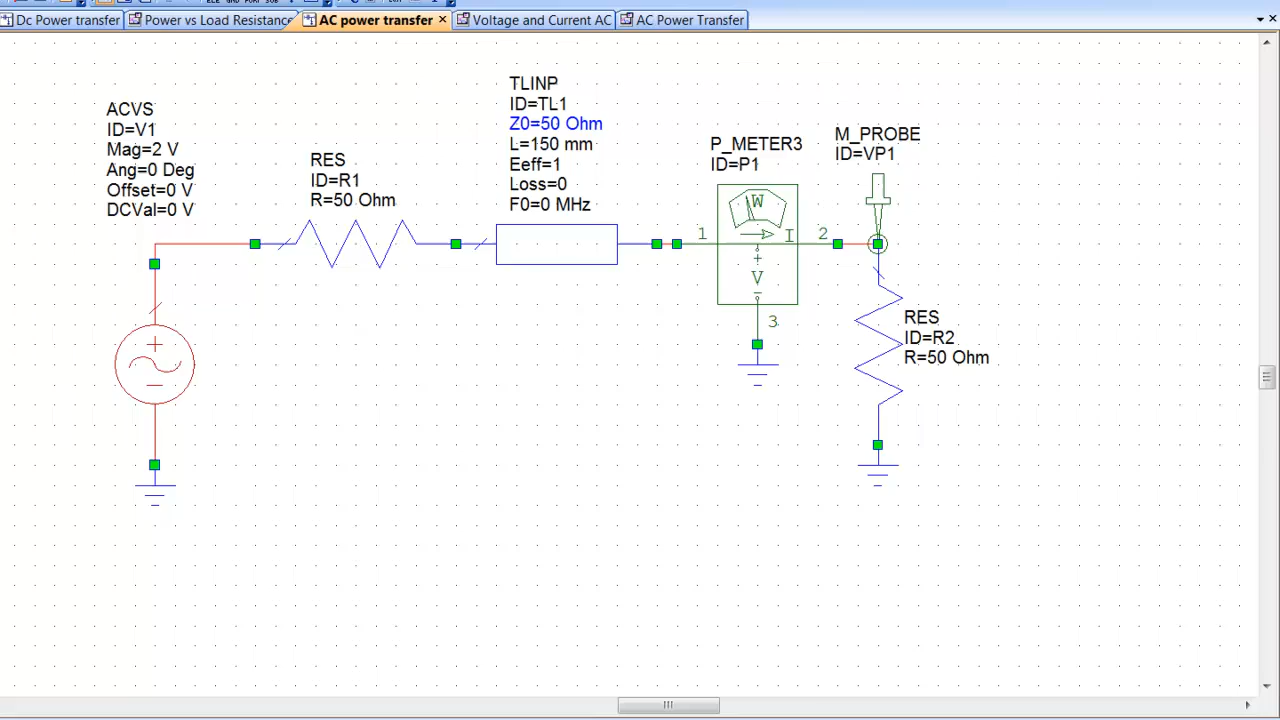 Dc Power transfer
Power vs Load Resistance
AC power transfer
Voltage and Current AC
AC Power Transfer
ACVS
ID=V1
Mag=2 V
Ang=0 Deg
Offset=0 V
DCVal=0 V
RES
ID=R1
R=50 Ohm
TLINP
ID=TL1
Z0=50 Ohm
L=150 mm
Eeff=1
Loss=0
F0=0 MHz
P_METER3
ID=P1
M_PROBE
ID=VP1
W
1
I
2
+
V
−
3
+
−
RES
ID=R2
R=50 Ohm